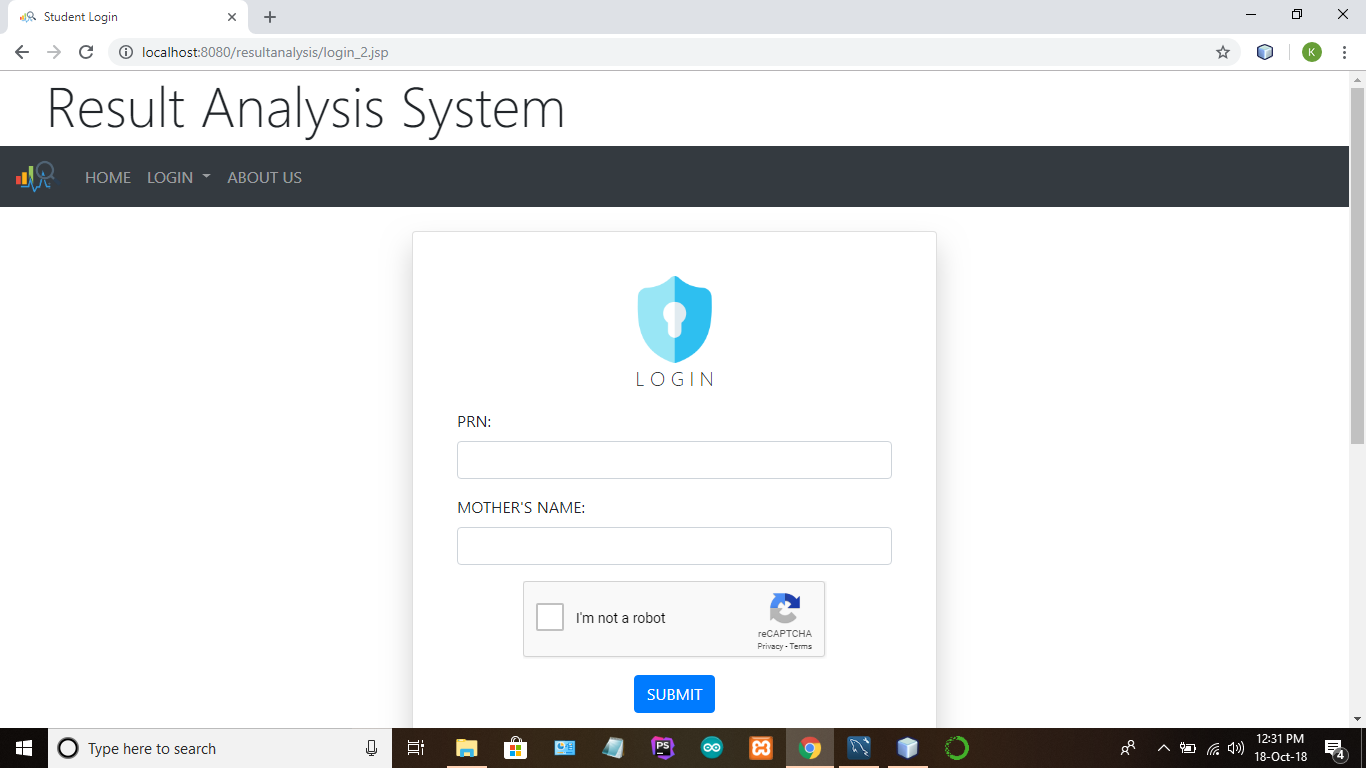 Student Login
localhost:8080/resultanalysis/login_2.jsp
K
Result Analysis System
HOME LOGIN ABOUT US
LOGIN
PRN:
MOTHER'S NAME:
I'm not a robot
reCAPTCHA
Privacy - Terms
SUBMIT
Type here to search
PS
12:31 PM
18-Oct-18
4